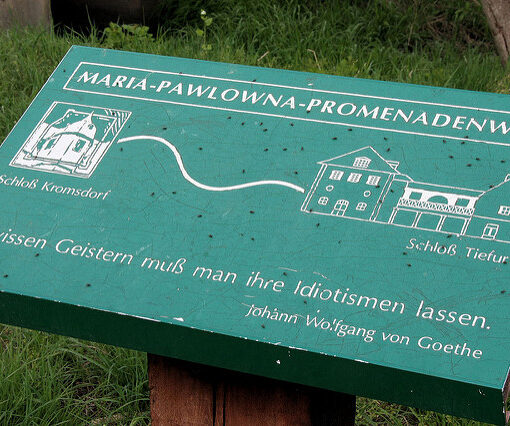 MARIA-PAWLOWNA-PROMENADENW
Schloß Kromsdorf
Schloß Tiefur
wissen Geistern muß man ihre Idiotismen lassen.
Johann Wolfgang von Goethe